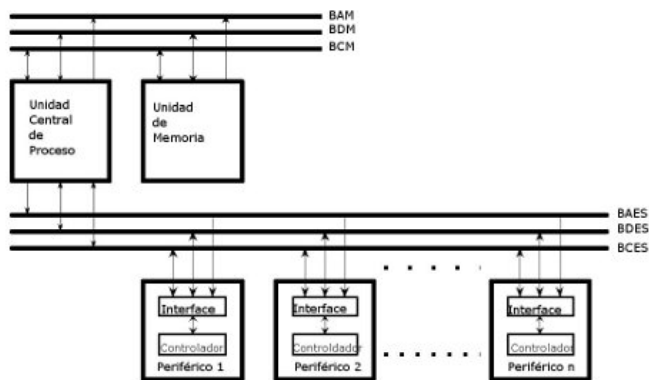 BAM
BDM
BCM
Unidad
Central
de
Proceso
Unidad
de
Memoria
BAES
BDES
BCES
Interface
Controlador
Periférico 1
Interface
Controldador
Periférico 2
Interface
Controlador
Periférico n